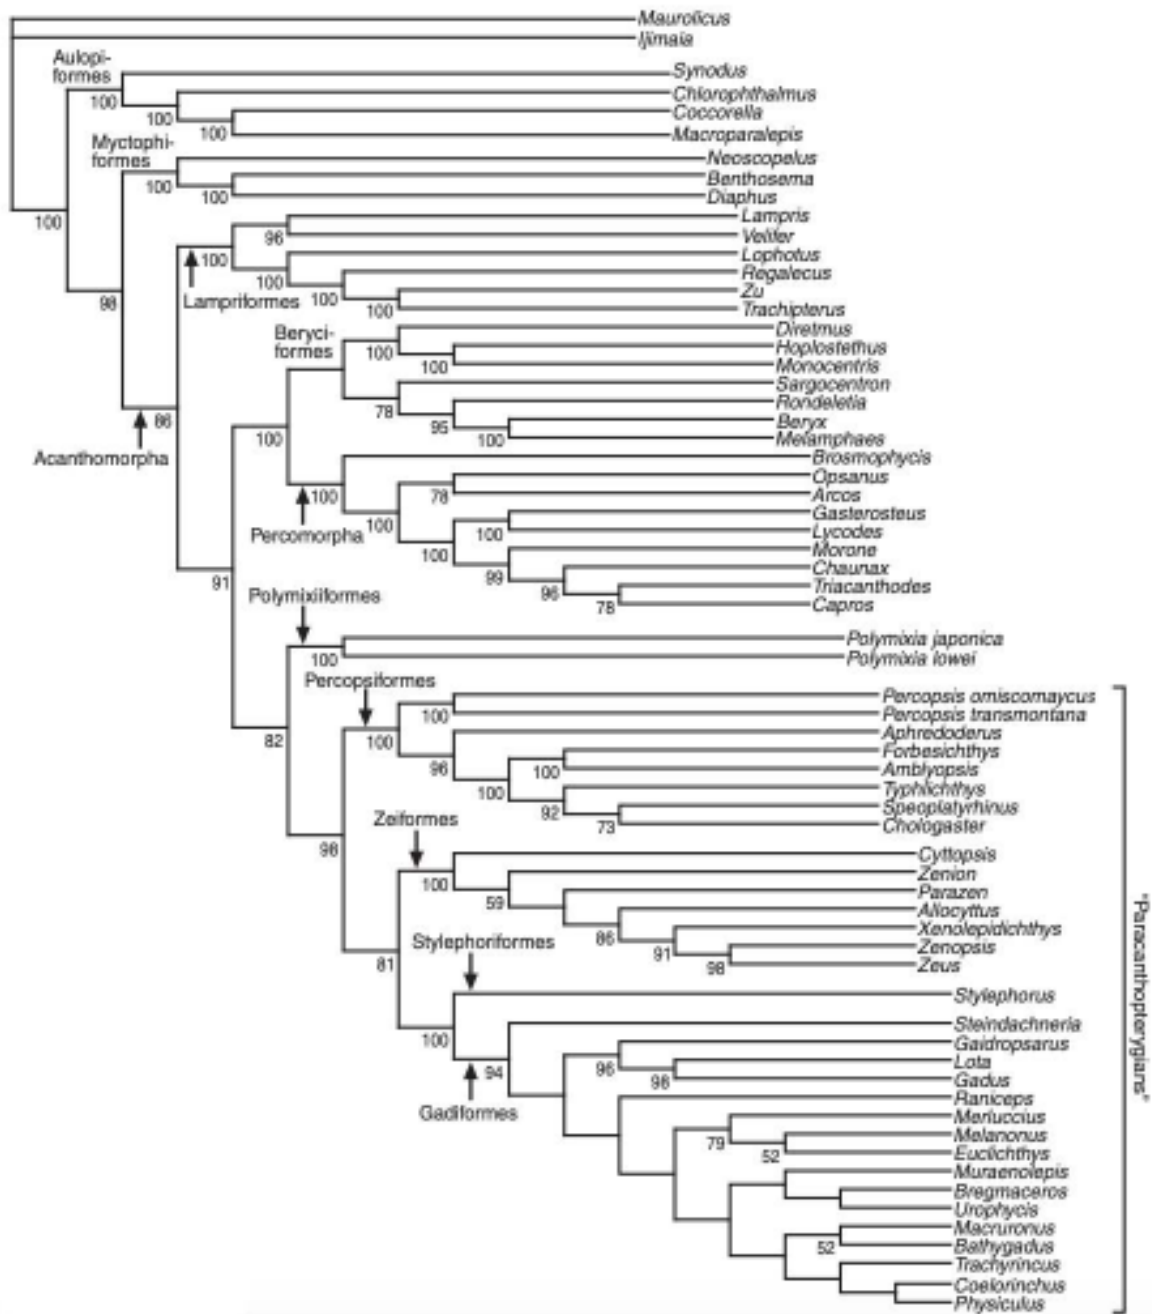 Maurolicus
Ijimaia
Aulopi-
formes
Synodus
100
Chlorophthalmus
100
Coccorella
100
Macroparalepis
Myctophi-
formes
Neoscopelus
100
Benthosema
100
Diaphus
100
Lampris
96
Velifer
100
Lophotus
100
Regalecus
100
Zu
100
Trachipterus
Lampriformes
98
Beryci-
formes
Diretmus
100
Hoplostethus
100
Monocentris
Sargocentron
78
Rondeletia
95
Beryx
100
Melamphaes
86
Acanthomorpha
100
Brosmophycis
100
Opsanus
78
Arcos
100
Gasterosteus
100
Lycodes
Percomorpha
100
Morone
99
Chaunax
96
Triacanthodes
78
Capros
91
Polymixiiformes
Polymixia japonica
100
Polymixia lowei
Percopsiformes
Percopsis omiscomaycus
100
Percopsis transmontana
82
100
Aphredoderus
96
Forbesichthys
100
Amblyopsis
100
Typhlichthys
92
Speoplatyrhinus
73
Chologaster
Zeiformes
98
Cyttopsis
100
Zenion
59
Parazen
Allocyttus
86
Xenolepidichthys
91
Zenopsis
98
Zeus
Stylephoriformes
81
Stylephorus
100
Steindachneria
94
Gaidropsarus
96
Lota
98
Gadus
Gadiformes
Raniceps
Merluccius
79
Melanonus
52
Euclichthys
Muraenolepis
Bregmaceros
Urophycis
Macruronus
52
Bathygadus
Trachyrincus
Coelorinchus
Physiculus
"Paracanthopterygians"